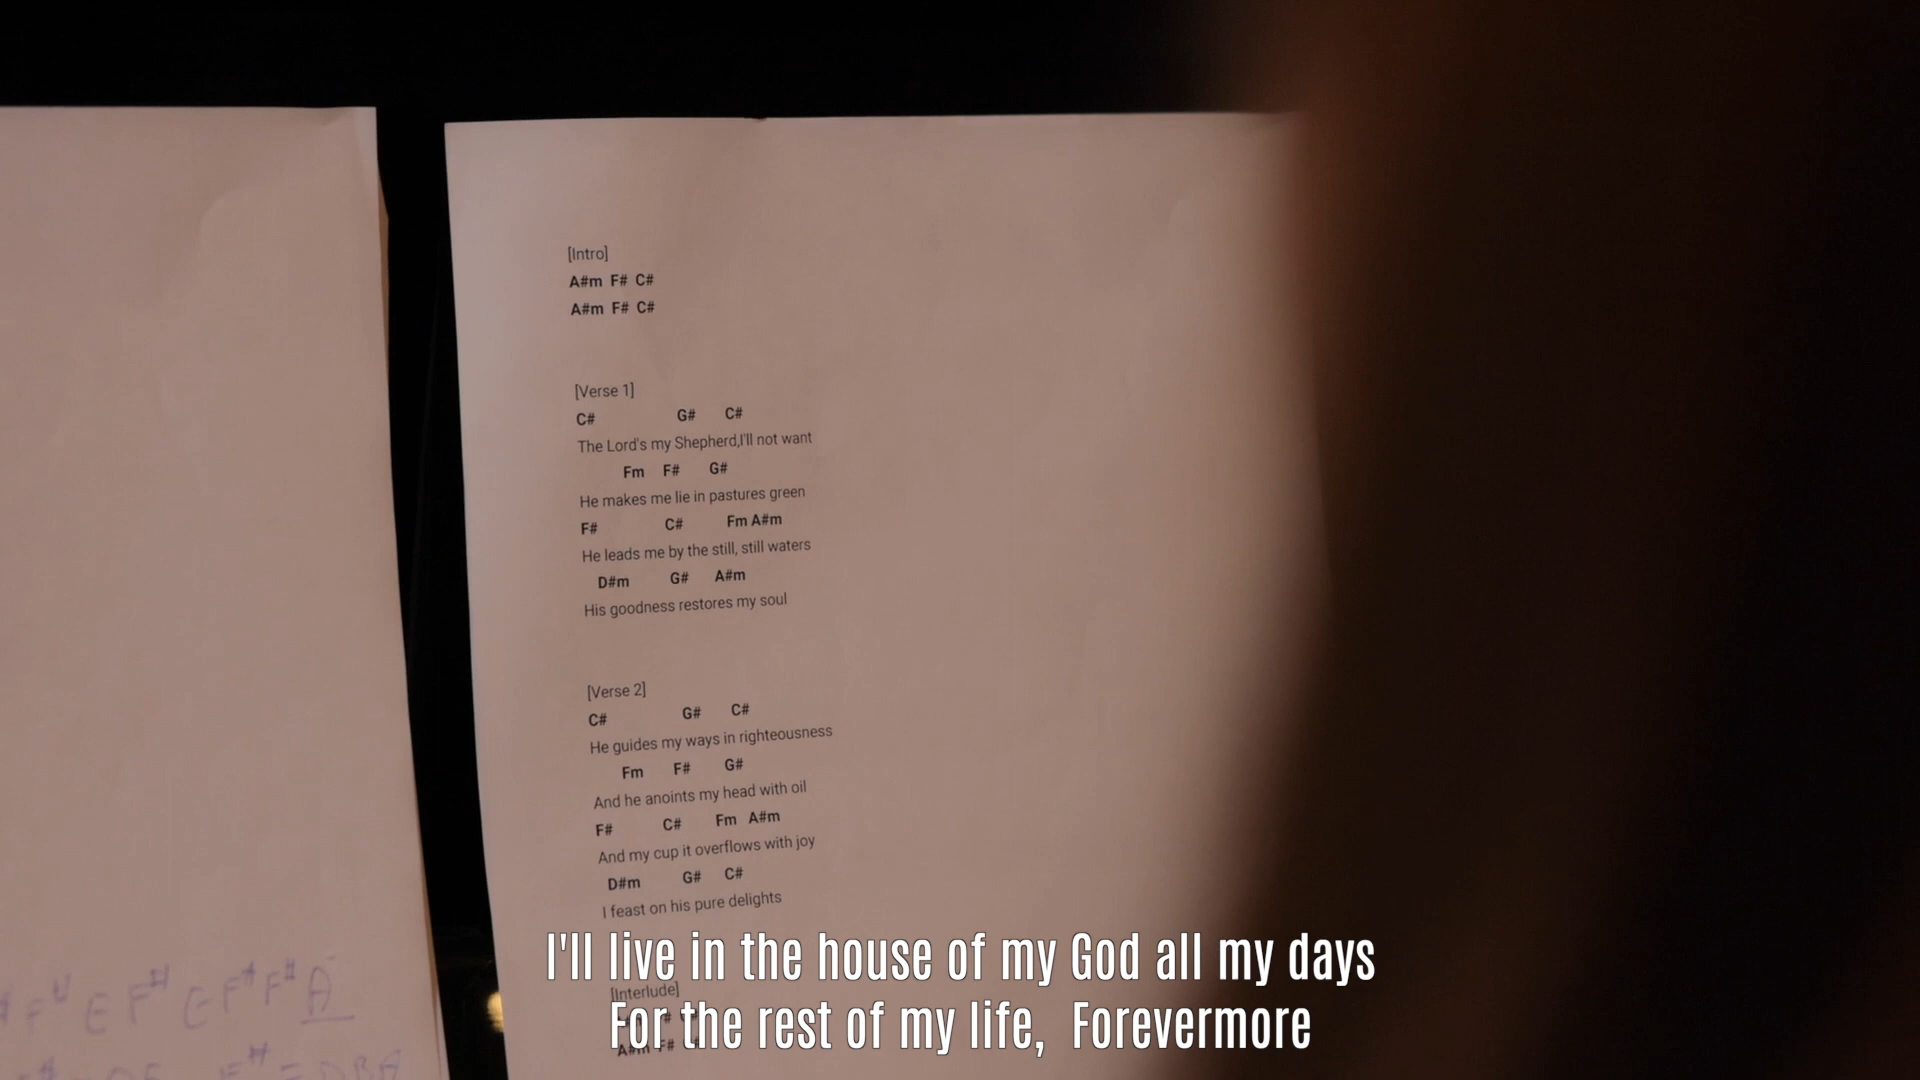 [Intro]
A#m F# C#
A#m F# C#
[Verse 1]
C# G# C#
The Lord's my Shepherd,I'll not want
Fm F# G#
He makes me lie in pastures green
F# C# Fm A#m
He leads me by the still, still waters
D#m G# A#m
His goodness restores my soul
[Verse 2]
C# G# C#
He guides my ways in righteousness
Fm F# G#
And he anoints my head with oil
F# C# Fm A#m
And my cup it overflows with joy
D#m G# C#
I feast on his pure delights
[Interlude]
A#m F#
F# E F# E F# F# A
I'll live in the house of my God all my days
For the rest of my life, Forevermore